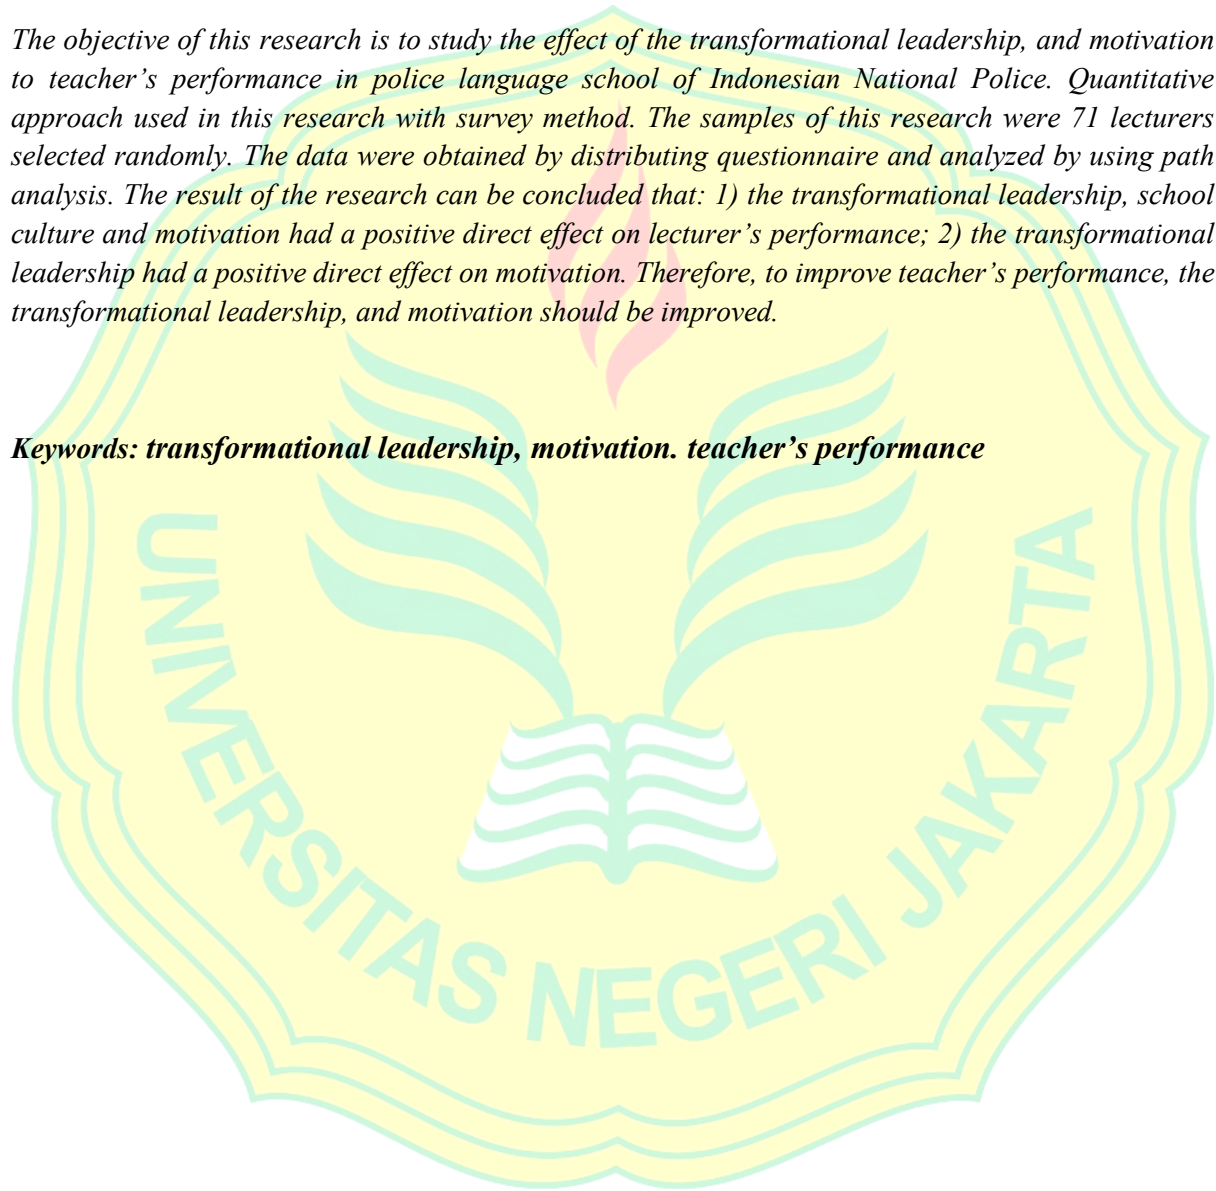 The objective of this research is to study the effect of the transformational leadership, and motivation
to teacher’s performance in police language school of Indonesian National Police. Quantitative
approach used in this research with survey method. The samples of this research were 71 lecturers
selected randomly. The data were obtained by distributing questionnaire and analyzed by using path
analysis. The result of the research can be concluded that: 1) the transformational leadership, school
culture and motivation had a positive direct effect on lecturer’s performance; 2) the transformational
leadership had a positive direct effect on motivation. Therefore, to improve teacher’s performance, the
transformational leadership, and motivation should be improved.
Keywords: transformational leadership, motivation. teacher’s performance
UNIVERSITAS NEGERI JAKARTA